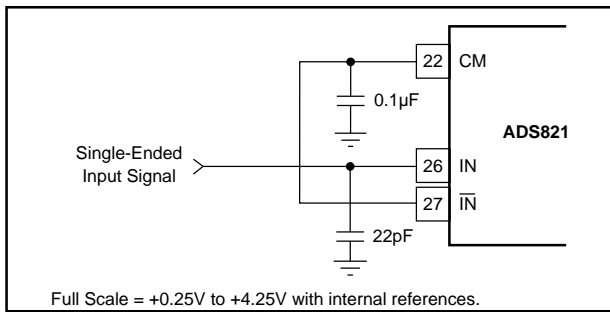 22 CM
0.1µF
ADS821
Single-Ended
Input Signal
26 IN
27 I̅N̅
22pF
Full Scale = +0.25V to +4.25V with internal references.